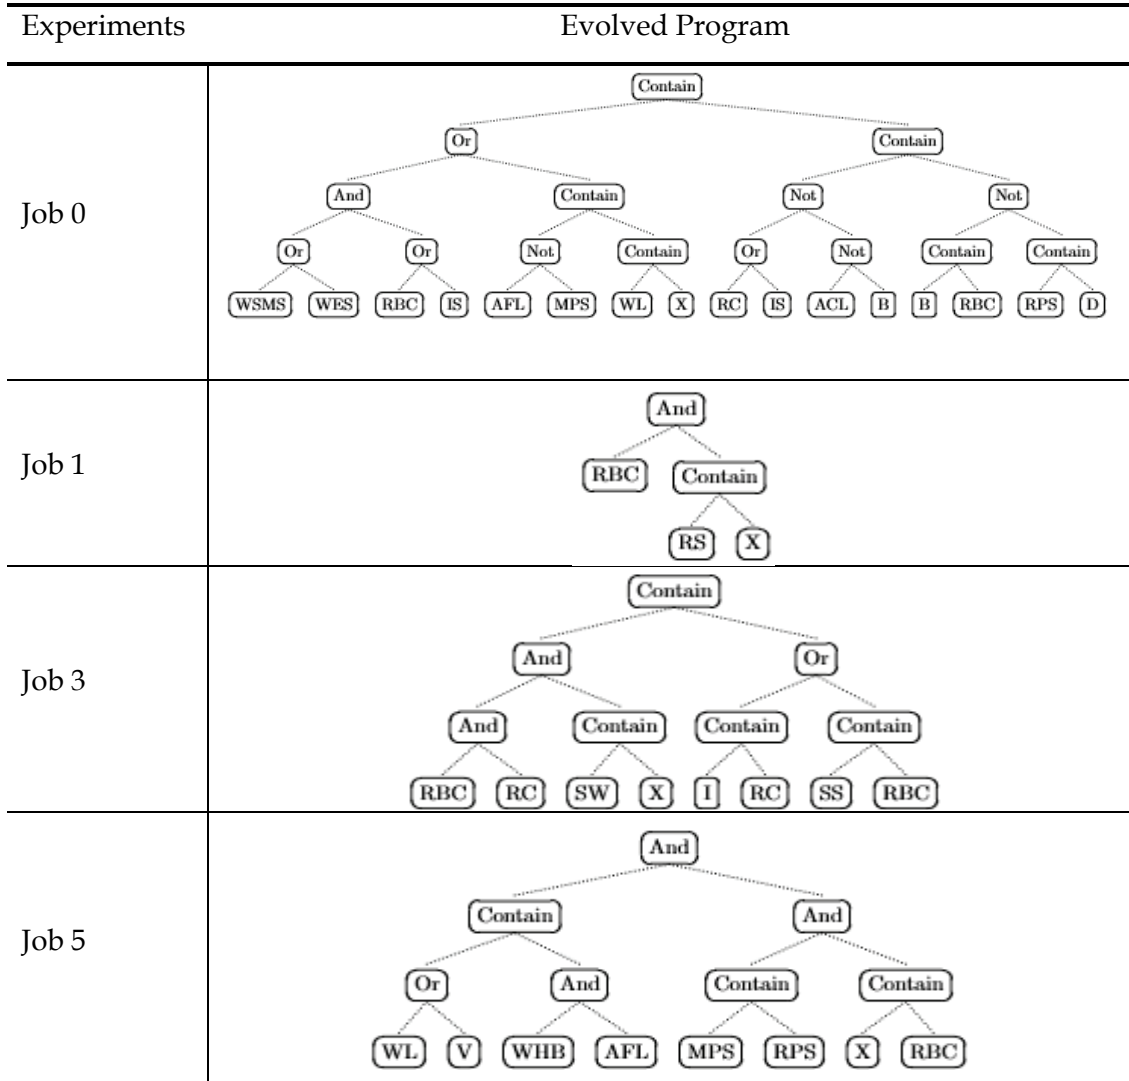 Experiments Evolved Program
Contain
Or Contain
And Contain Not Not
Job 0
Or Or Not Contain Or Not Contain Contain
WSMS WES RBC IS AFL MPS WL X RC IS ACL B B RBC RPS D
And
Job 1
RBC Contain
RS X
Contain
And Or
Job 3
And Contain Contain Contain
RBC RC SW X I RC SS RBC
And
Contain And
Job 5
Or And Contain Contain
WL V WHB AFL MPS RPS X RBC